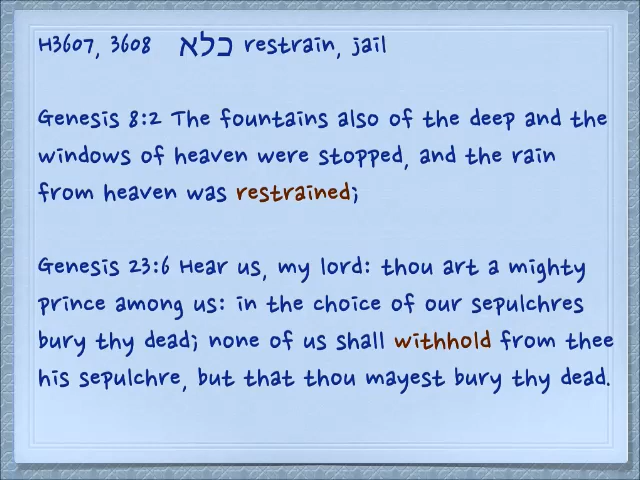 H3607, 3608 כלא restrain, jail
Genesis 8:2 The fountains also of the deep and the
windows of heaven were stopped, and the rain
from heaven was restrained;
Genesis 23:6 Hear us, my lord: thou art a mighty
prince among us: in the choice of our sepulchres
bury thy dead; none of us shall withhold from thee
his sepulchre, but that thou mayest bury thy dead.